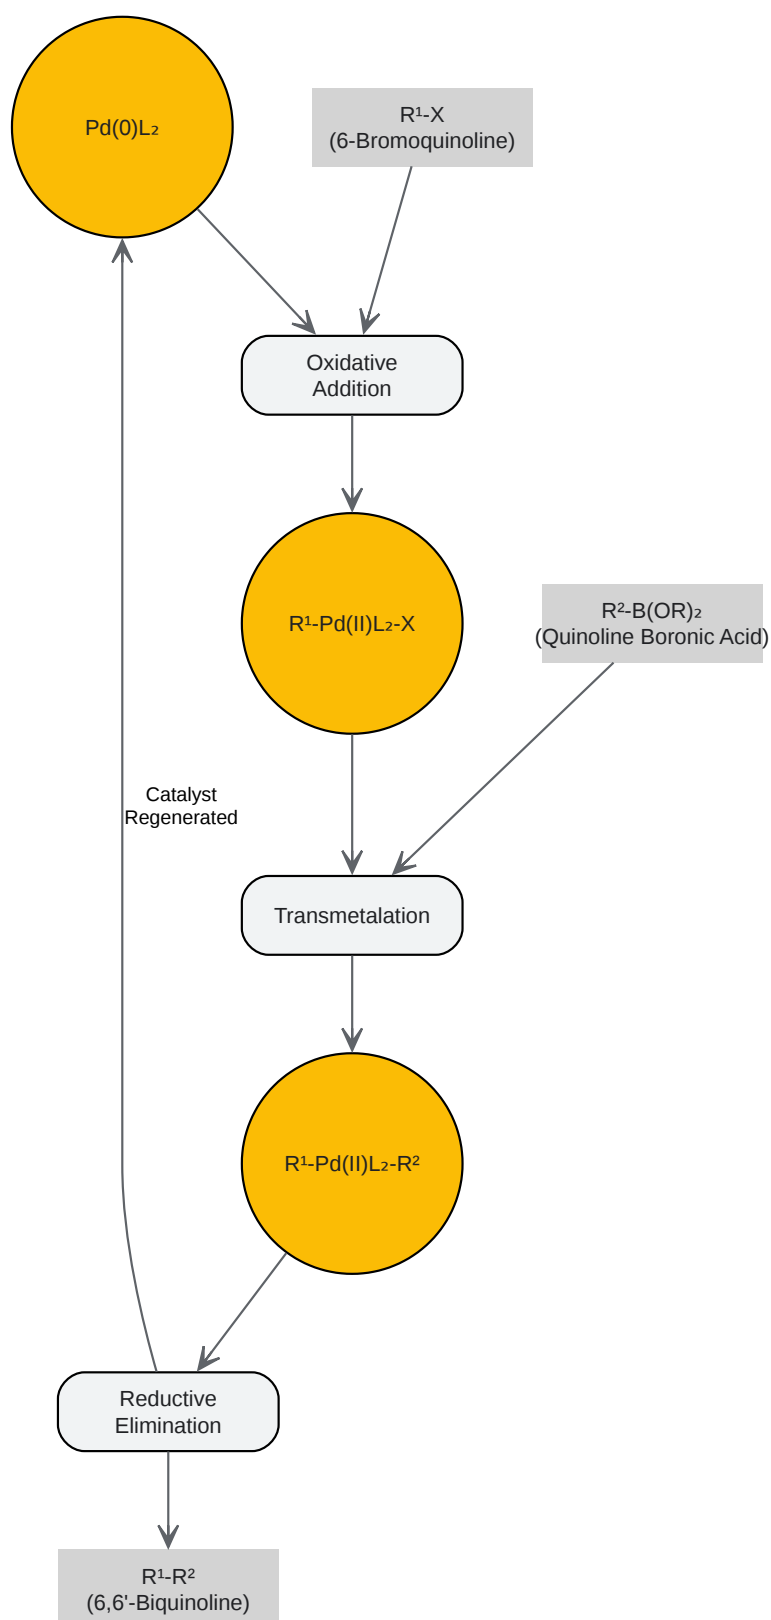 Pd(0)L₂
R¹-X
(6-Bromoquinoline)
Oxidative
Addition
R¹-Pd(II)L₂-X
R²-B(OR)₂
(Quinoline Boronic Acid)
Catalyst
Regenerated
Transmetalation
R¹-Pd(II)L₂-R²
Reductive
Elimination
R¹-R²
(6,6'-Biquinoline)